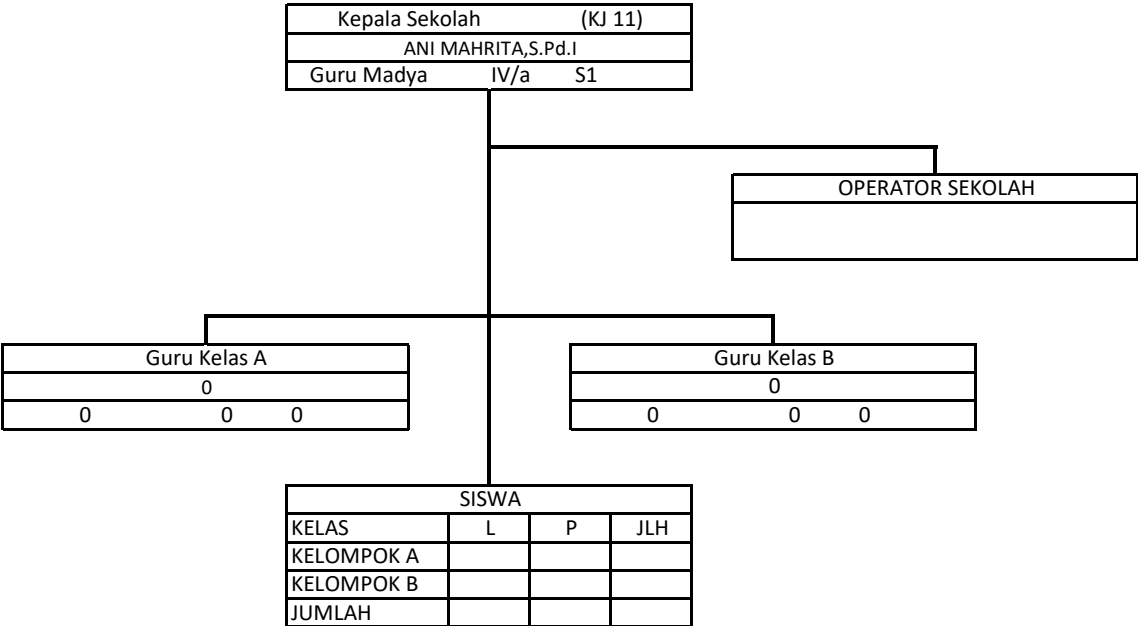 Kepala Sekolah (KJ 11)
ANI MAHRITA,S.Pd.I
Guru Madya IV/a S1
OPERATOR SEKOLAH
Guru Kelas A
0
0 0 0
Guru Kelas B
0
0 0 0
SISWA
KELAS L P JLH
KELOMPOK A
KELOMPOK B
JUMLAH